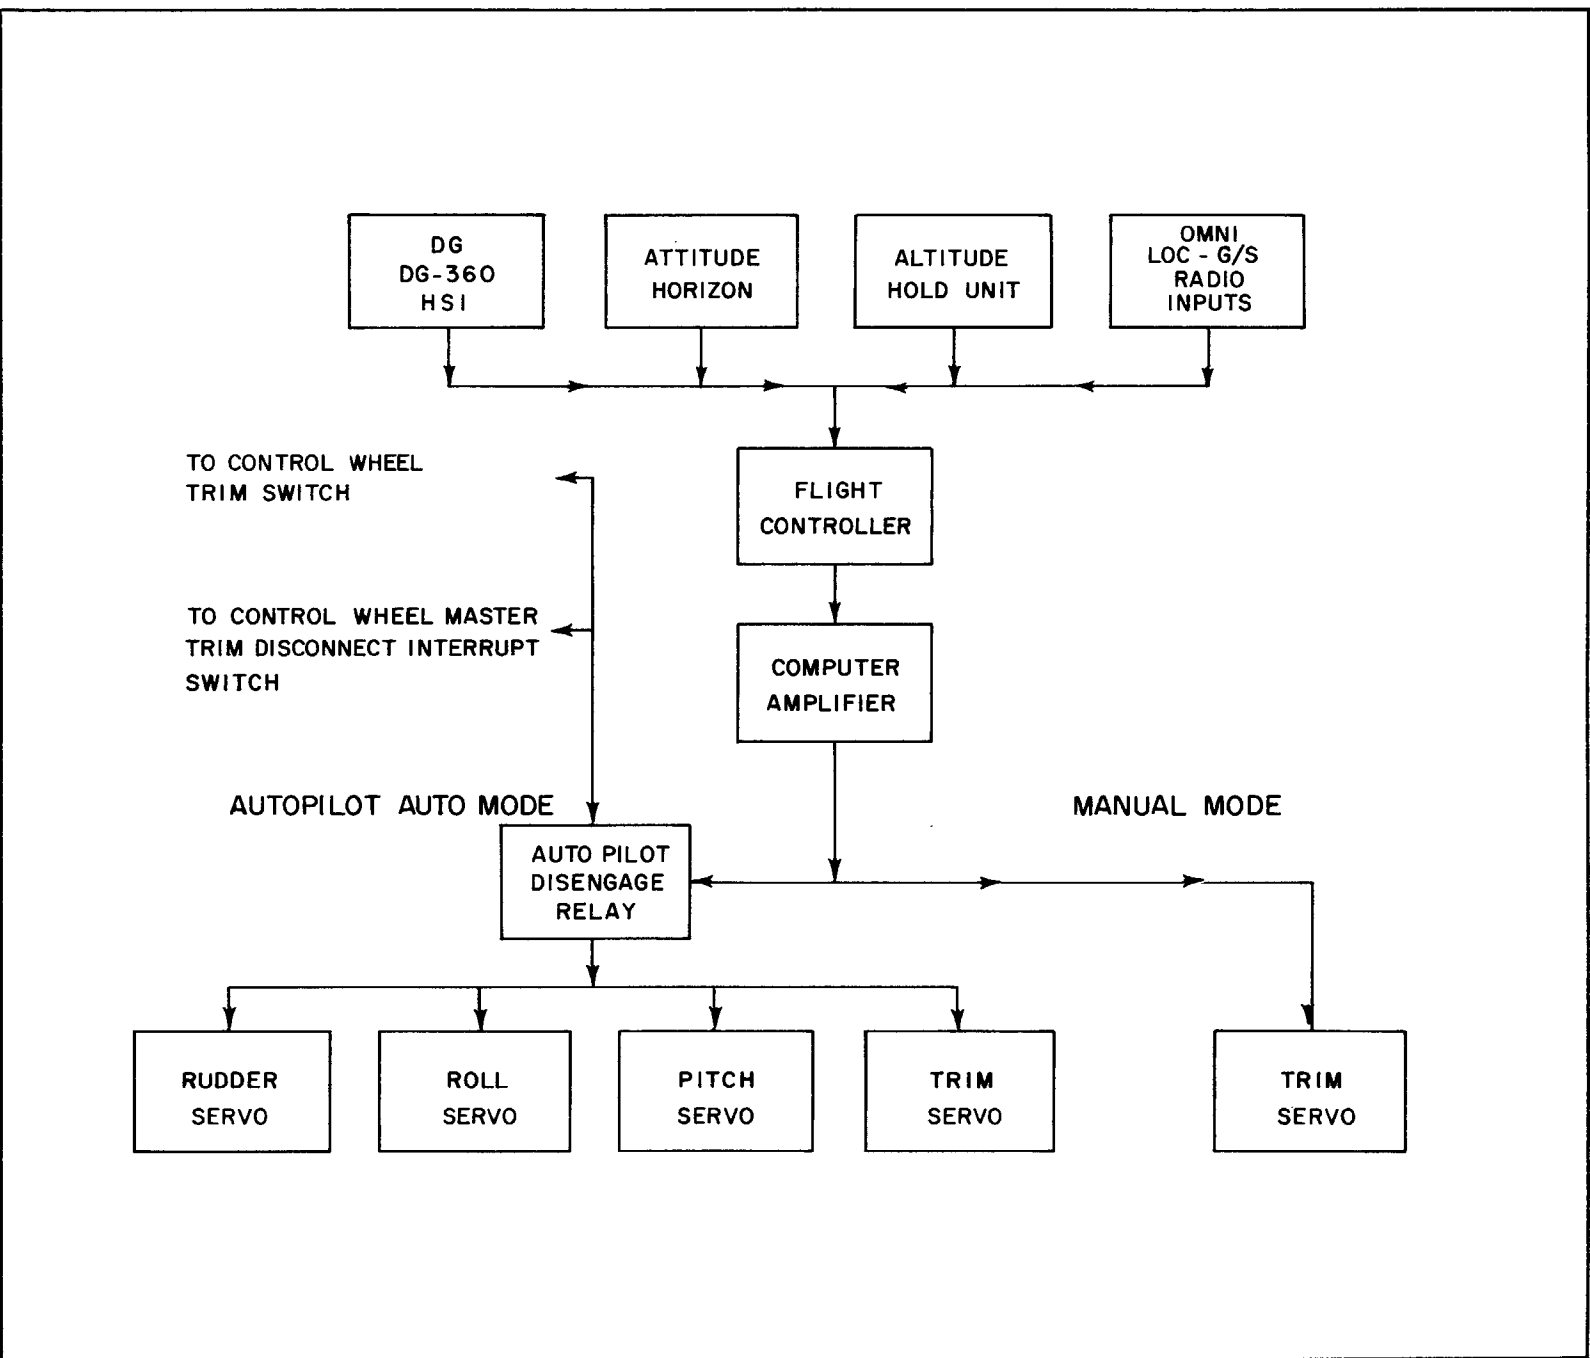 DG
DG-360
HSI
ATTITUDE
HORIZON
ALTITUDE
HOLD UNIT
OMNI
LOC - G/S
RADIO
INPUTS
TO CONTROL WHEEL
TRIM SWITCH
FLIGHT
CONTROLLER
TO CONTROL WHEEL MASTER
TRIM DISCONNECT INTERRUPT
SWITCH
COMPUTER
AMPLIFIER
AUTOPILOT AUTO MODE
MANUAL MODE
AUTO PILOT
DISENGAGE
RELAY
RUDDER
SERVO
ROLL
SERVO
PITCH
SERVO
TRIM
SERVO
TRIM
SERVO